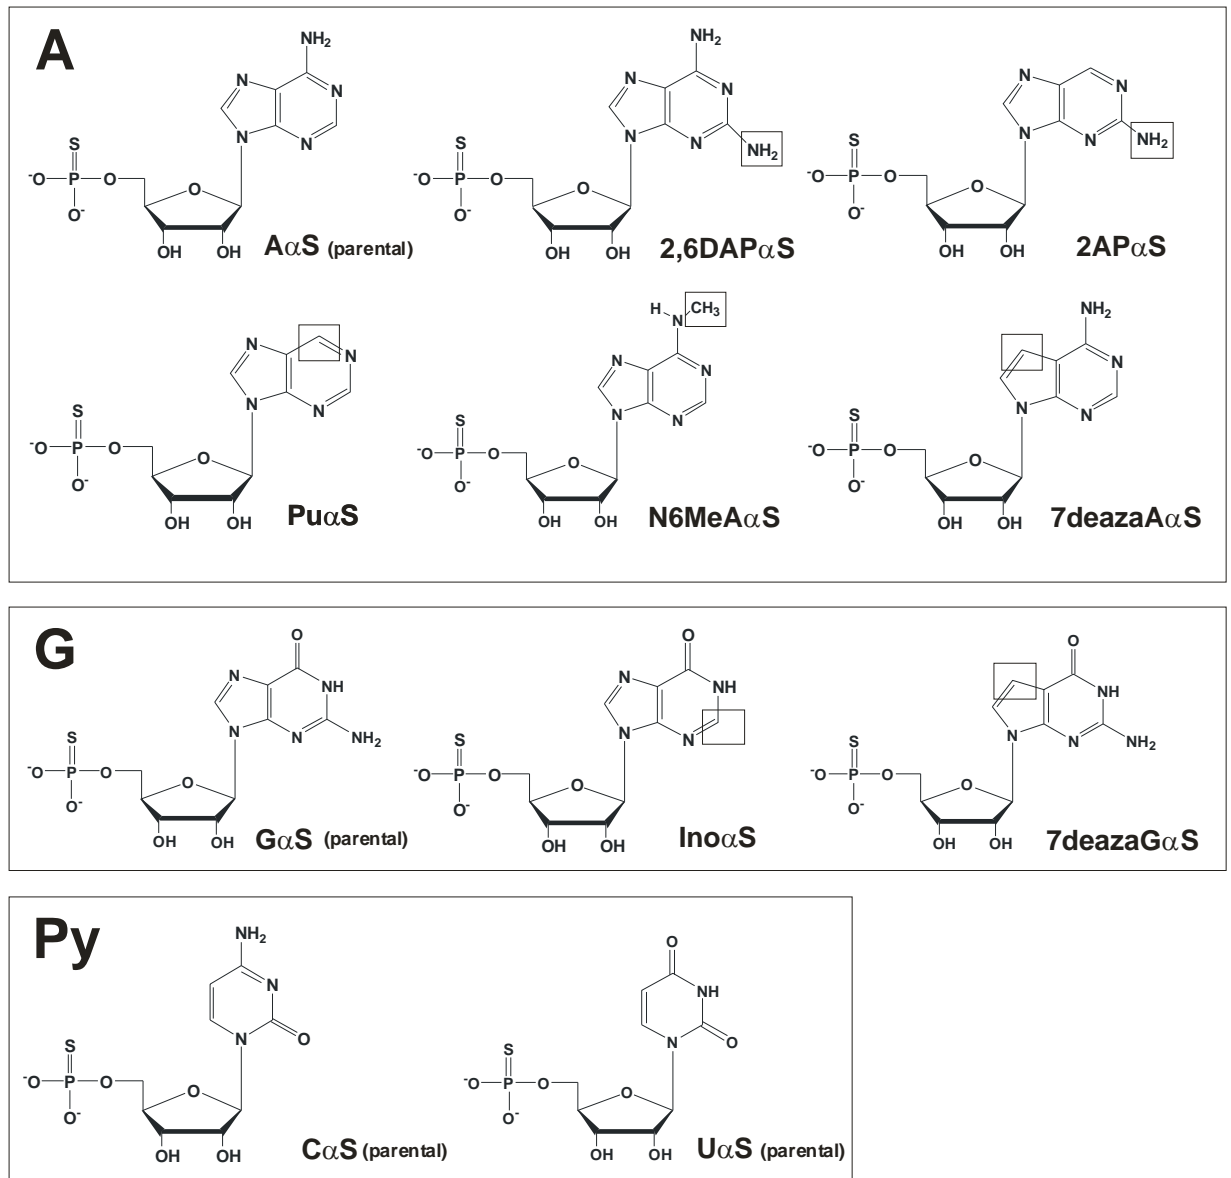 A
NH2
N
N
N
N
S
-O
P
O
O-
O
OH
OH
AαS (parental)
NH2
N
N
N
N
NH2
S
-O
P
O
O-
O
OH
OH
2,6DAPαS
N
N
N
N
NH2
S
-O
P
O
O-
O
OH
OH
2APαS
N
N
N
N
S
-O
P
O
O-
O
OH
OH
PuαS
H
N
CH3
N
N
N
N
S
-O
P
O
O-
O
OH
OH
N6MeAαS
NH2
N
N
N
S
-O
P
O
O-
O
OH
OH
7deazaAαS
G
O
N
NH
N
N
NH2
S
-O
P
O
O-
O
OH
OH
GαS (parental)
O
N
NH
N
N
S
-O
P
O
O-
O
OH
OH
InoαS
O
NH
N
N
NH2
S
-O
P
O
O-
O
OH
OH
7deazaGαS
Py
NH2
N
N
O
S
-O
P
O
O-
O
OH
OH
CαS (parental)
O
NH
N
O
S
-O
P
O
O-
O
OH
OH
UαS (parental)